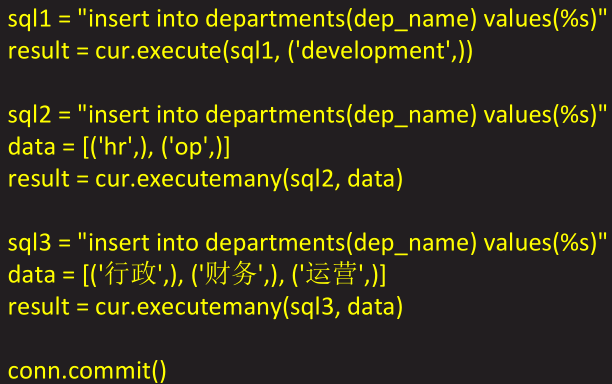 sql1 = "insert into departments(dep_name) values(%s)"
result = cur.execute(sql1, ('development',))
sql2 = "insert into departments(dep_name) values(%s)"
data = [('hr',), ('op',)]
result = cur.executemany(sql2, data)
sql3 = "insert into departments(dep_name) values(%s)"
data = [('行政',), ('财务',), ('运营',)]
result = cur.executemany(sql3, data)
conn.commit()